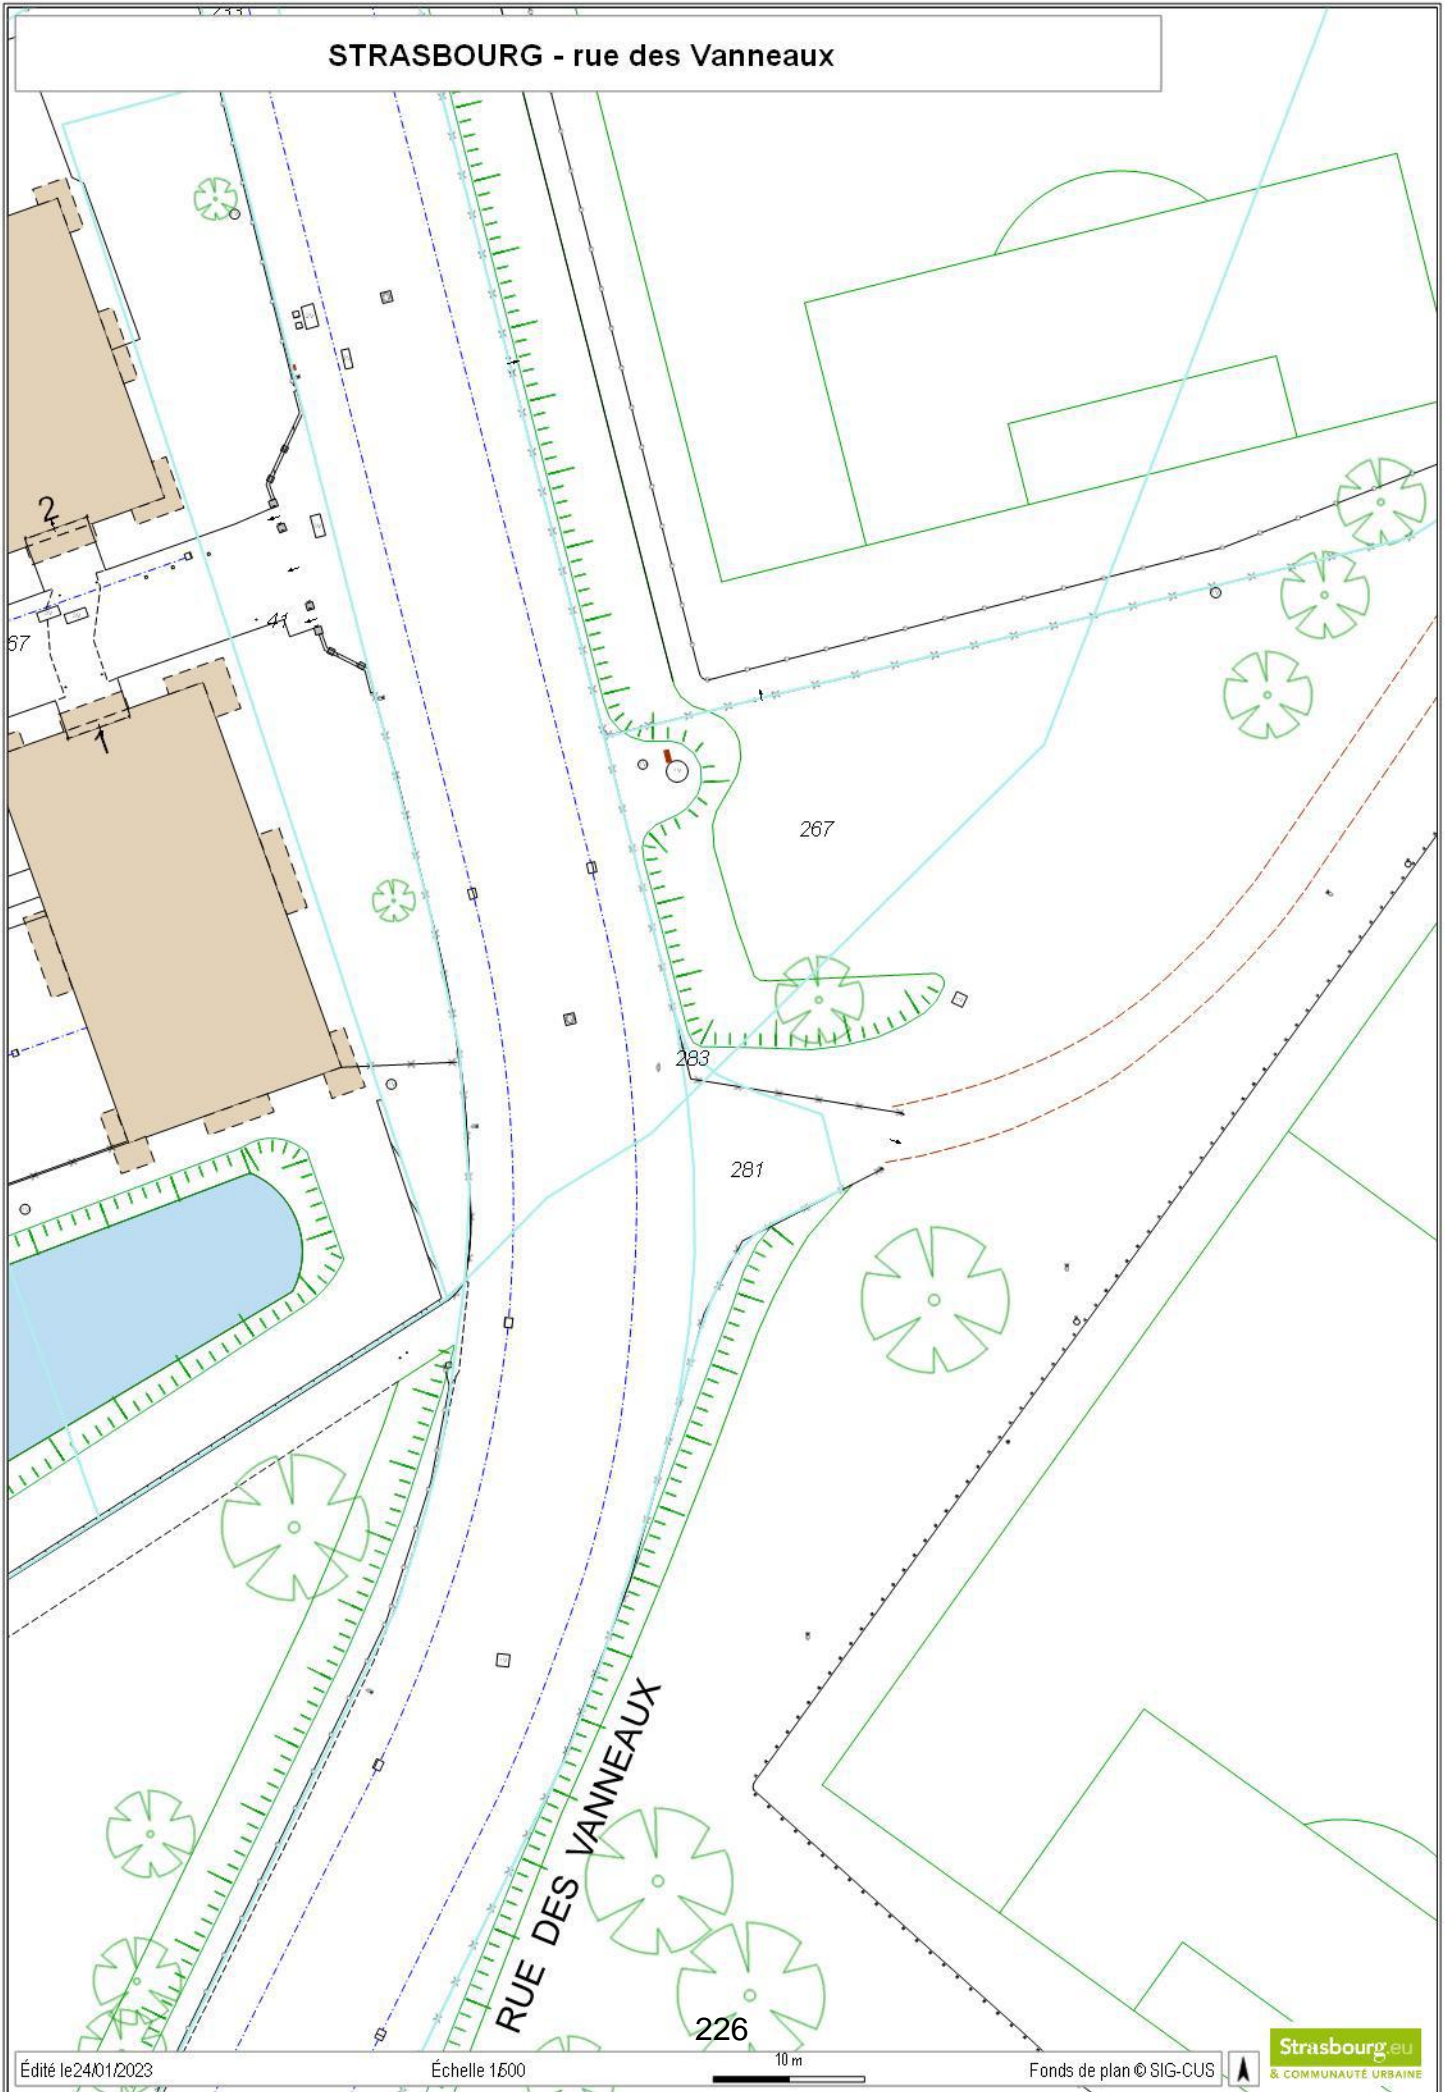 STRASBOURG - rue des Vanneaux
2
41
67
1
267
283
281
RUE DES VANNEAUX
226
Édité le24/01/2023
Échelle 1/500
10 m
Fonds de plan © SIG-CUS
Strasbourg.eu
& COMMUNAUTÉ URBAINE